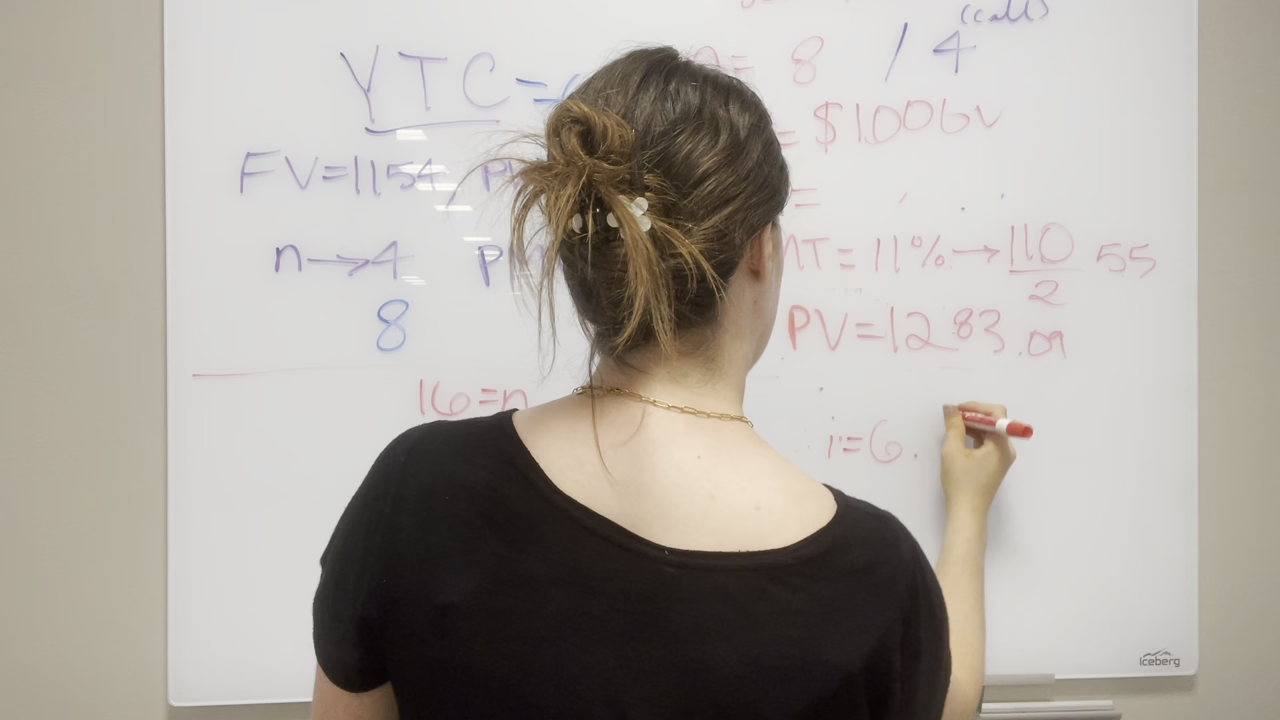 (call)
YTC = 8 / 4
= $1000
FV=1154,
=
n→4 MT= 11% → 110/2 55
8
PV=1283.09
16=n
i=6.
Iceberg